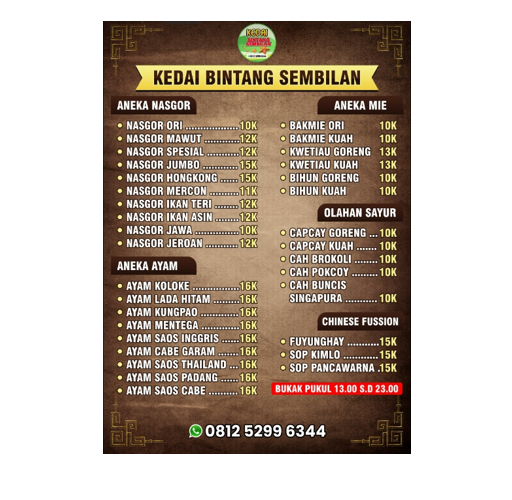 KEDAI
KEDAI BINTANG SEMBILAN
ANEKA NASGOR
NASGOR ORI ................. 10K
NASGOR MAWUT ......... 12K
NASGOR SPESIAL ......... 12K
NASGOR JUMBO ........... 15K
NASGOR HONGKONG ...... 15K
NASGOR MERCON ......... 11K
NASGOR IKAN TERI ........ 12K
NASGOR IKAN ASIN ........ 12K
NASGOR JAWA .............. 10K
NASGOR JEROAN ........... 12K
ANEKA AYAM
AYAM KOLOKE ............... 16K
AYAM LADA HITAM ......... 16K
AYAM KUNGPAO ............. 16K
AYAM MENTEGA ............. 16K
AYAM SAOS INGGRIS ...... 16K
AYAM CABE GARAM ....... 16K
AYAM SAOS THAILAND ... 16K
AYAM SAOS PADANG ...... 16K
AYAM SAOS CABE .......... 16K
ANEKA MIE
BAKMIE ORI 10K
BAKMIE KUAH 10K
KWETIAU GORENG 13K
KWETIAU KUAH 13K
BIHUN GORENG 10K
BIHUN KUAH 10K
OLAHAN SAYUR
CAPCAY GORENG ... 10K
CAPCAY KUAH ....... 10K
CAH BROKOLI ........ 10K
CAH POKCOY ......... 10K
CAH BUNCIS
SINGAPURA ........... 10K
CHINESE FUSSION
FUYUNGHAY ........... 15K
SOP KIMLO ............ 15K
SOP PANCAWARNA . 15K
BUKAK PUKUL 13.00 S.D 23.00
0812 5299 6344